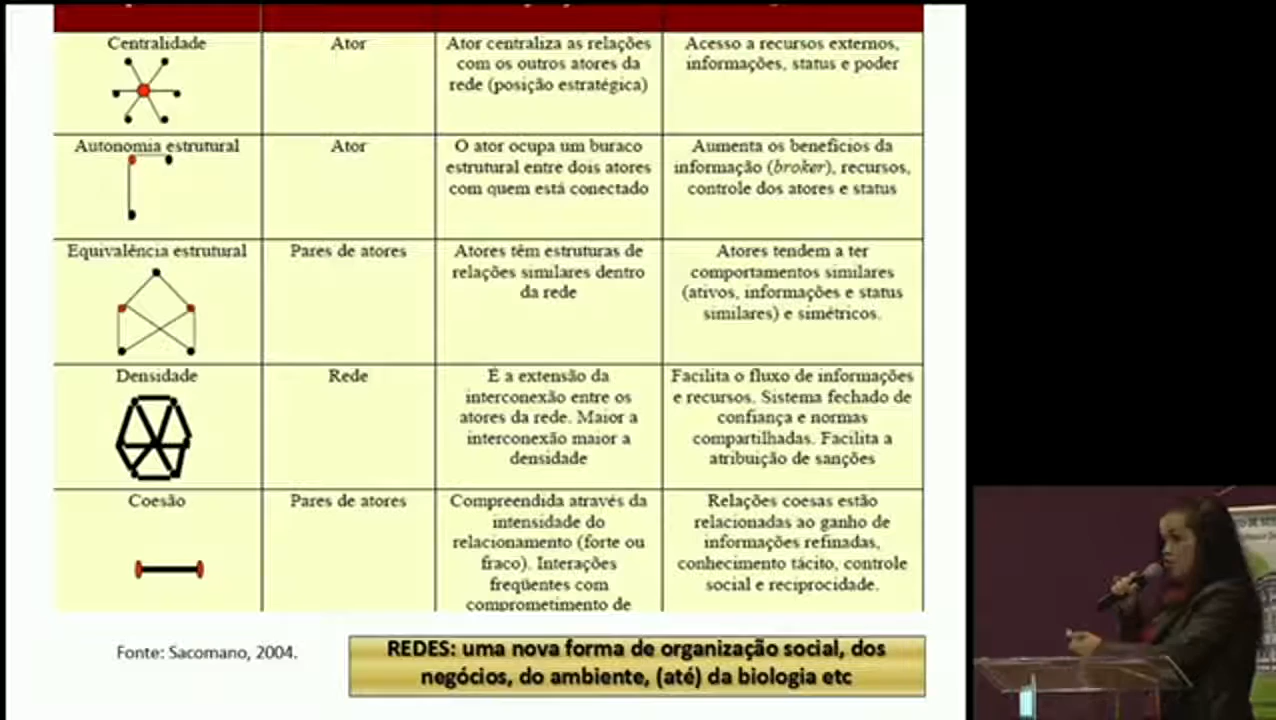 Centralidade
Ator
Ator centraliza as relações
com os outros atores da
rede (posição estratégica)
Acesso a recursos externos,
informações, status e poder
Autonomia estrutural
Ator
O ator ocupa um buraco
estrutural entre dois atores
com quem está conectado
Aumenta os benefícios da
informação (broker), recursos,
controle dos atores e status
Equivalência estrutural
Pares de atores
Atores têm estruturas de
relações similares dentro
da rede
Atores tendem a ter
comportamentos similares
(ativos, informações e status
similares) e simétricos.
Densidade
Rede
É a extensão da
interconexão entre os
atores da rede. Maior a
interconexão maior a
densidade
Facilita o fluxo de informações
e recursos. Sistema fechado de
confiança e normas
compartilhadas. Facilita a
atribuição de sanções
Coesão
Pares de atores
Compreendida através da
intensidade do
relacionamento (forte ou
fraco). Interações
freqüentes com
comprometimento de
Relações coesas estão
relacionadas ao ganho de
informações refinadas,
conhecimento tácito, controle
social e reciprocidade.
Fonte: Sacomano, 2004.
REDES: uma nova forma de organização social, dos
negócios, do ambiente, (até) da biologia etc